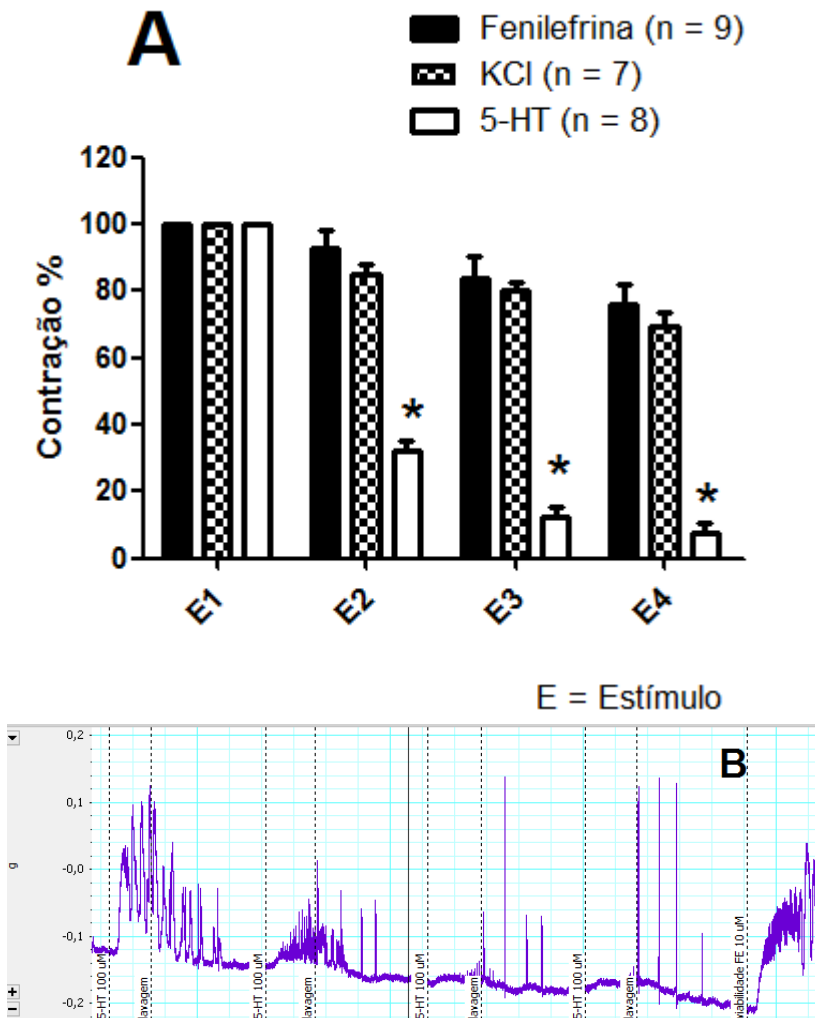 A
Fenilefrina (n = 9)
KCl (n = 7)
5-HT (n = 8)
Contração %
120
100
80
60
40
20
0
*
*
*
E1
E2
E3
E4
E = Estímulo
B
g
0,2
0,1
-0,0
-0,1
-0,2
5-HT 100 uM
lavagem
5-HT 100 uM
lavagem
5-HT 100 uM
lavagem
5-HT 100 uM
lavagem
viabilidade FE 10 uM